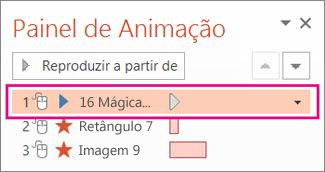 Painel de Animação
Reproduzir a partir de
1 16 Mágica...
2 Retângulo 7
3 Imagem 9